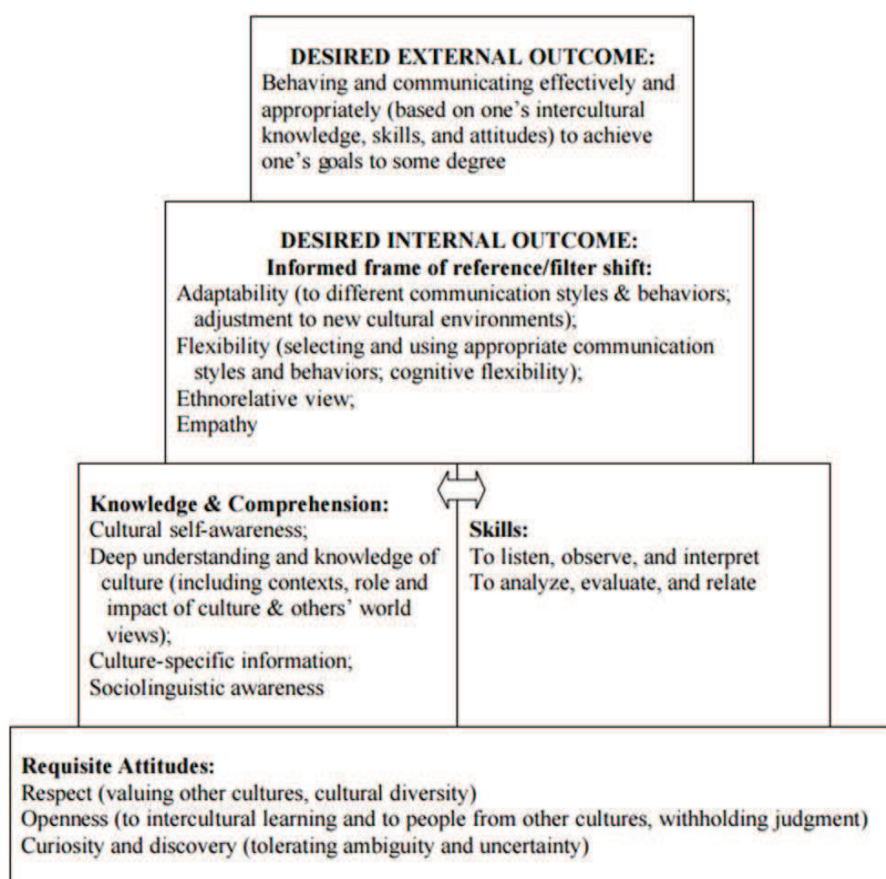 DESIRED EXTERNAL OUTCOME:
Behaving and communicating effectively and
appropriately (based on one’s intercultural
knowledge, skills, and attitudes) to achieve
one’s goals to some degree
DESIRED INTERNAL OUTCOME:
Informed frame of reference/filter shift:
Adaptability (to different communication styles & behaviors;
adjustment to new cultural environments);
Flexibility (selecting and using appropriate communication
styles and behaviors; cognitive flexibility);
Ethnorelative view;
Empathy
Knowledge & Comprehension:
Cultural self-awareness;
Deep understanding and knowledge of
culture (including contexts, role and
impact of culture & others’ world
views);
Culture-specific information;
Sociolinguistic awareness
Skills:
To listen, observe, and interpret
To analyze, evaluate, and relate
Requisite Attitudes:
Respect (valuing other cultures, cultural diversity)
Openness (to intercultural learning and to people from other cultures, withholding judgment)
Curiosity and discovery (tolerating ambiguity and uncertainty)